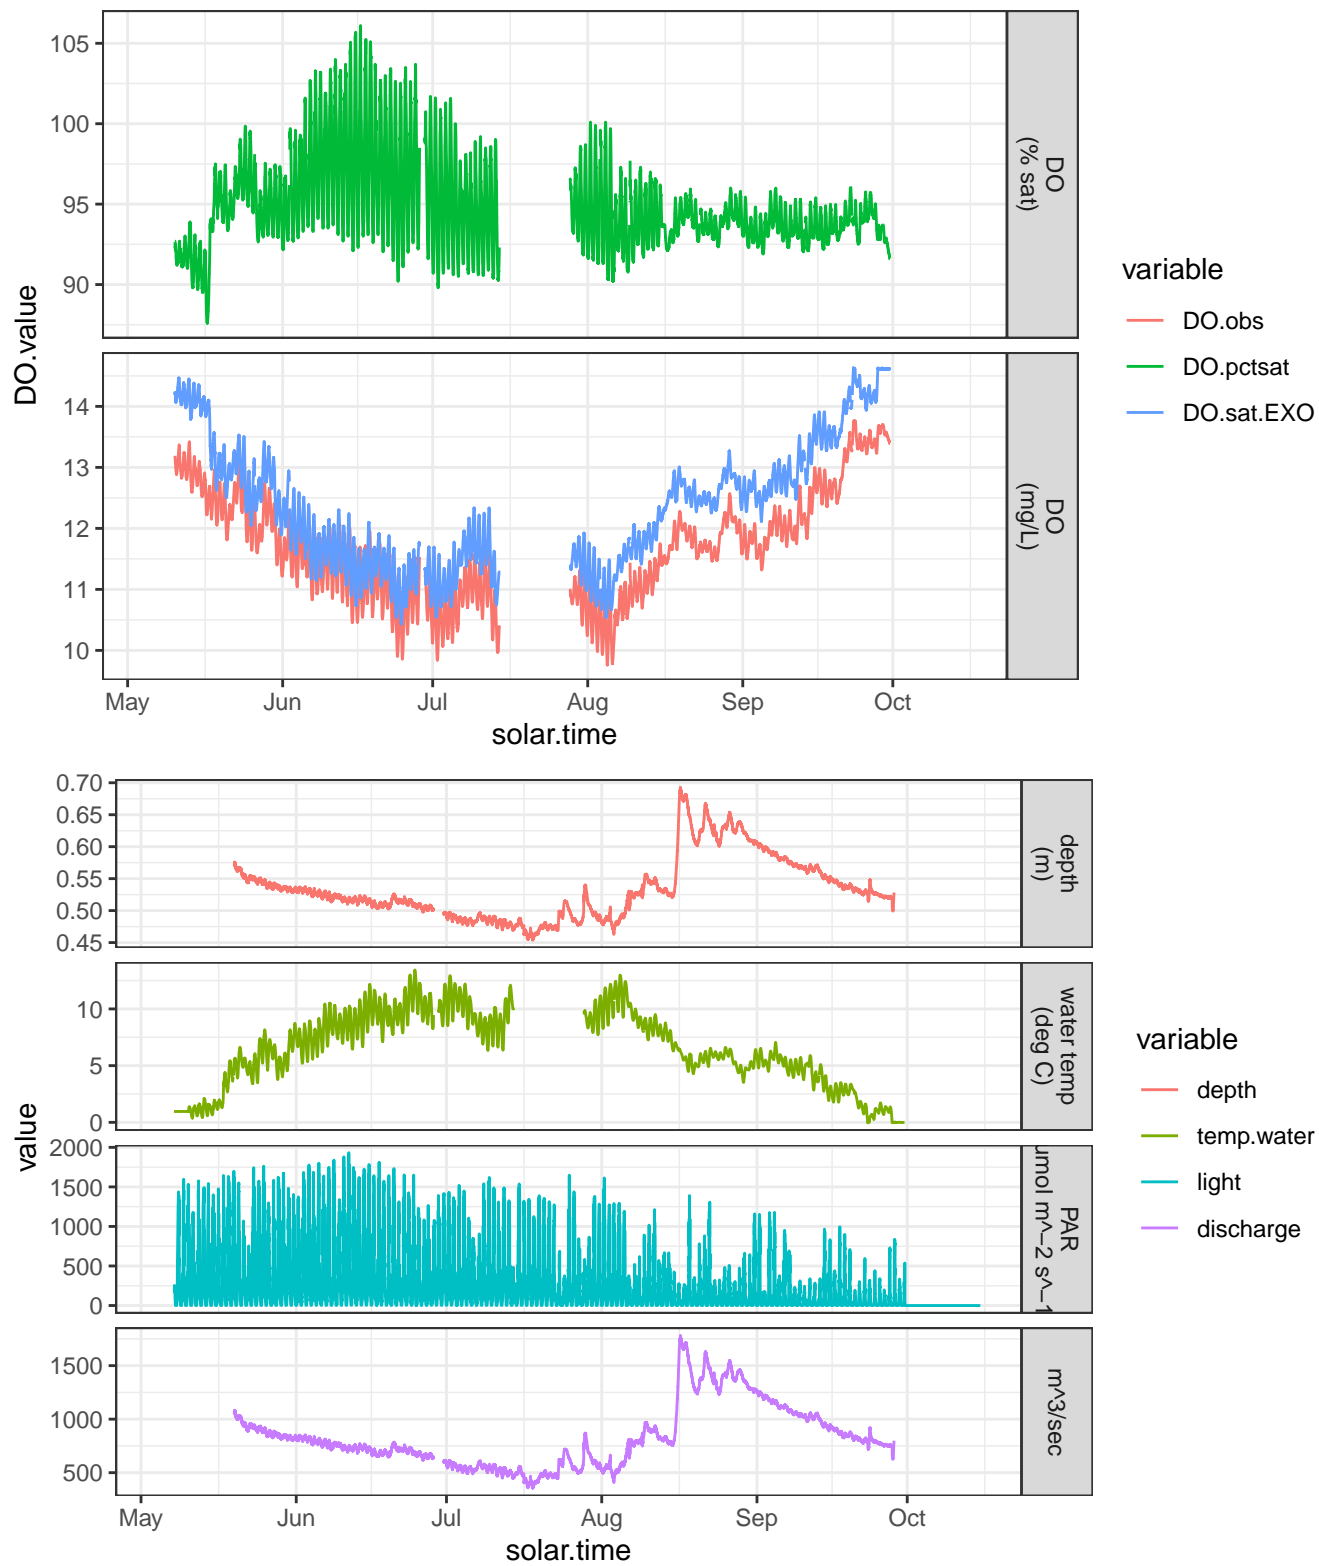 105
100
95
90
DO
(% sat)
14
13
12
11
10
DO
(mg/L)
DO.value
May
Jun
Jul
Aug
Sep
Oct
solar.time
variable
DO.obs
DO.pctsat
DO.sat.EXO
0.70
0.65
0.60
0.55
0.50
0.45
depth
(m)
10
5
0
water temp
(deg C)
2000
1500
1000
500
0
PAR
umol m^−2 s^−1
1500
1000
500
m^3/sec
value
May
Jun
Jul
Aug
Sep
Oct
solar.time
variable
depth
temp.water
light
discharge